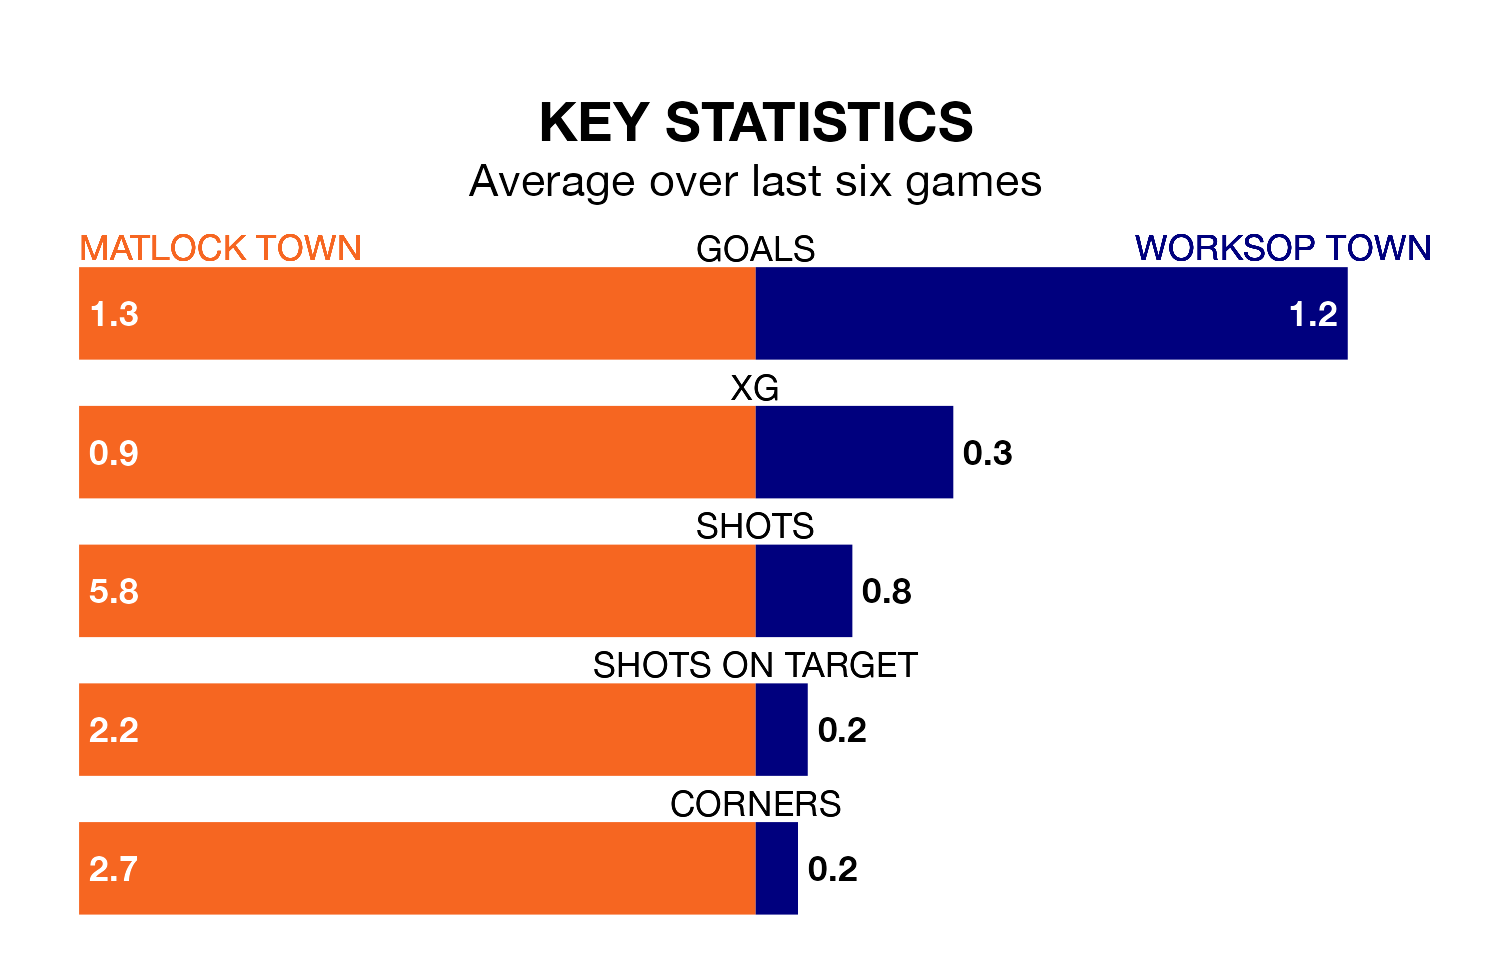 KEY STATISTICS
Average over last six games
MATLOCK TOWN GOALS WORKSOP TOWN
1.3 1.2
XG
0.9 0.3
SHOTS
5.8 0.8
SHOTS ON TARGET
2.2 0.2
CORNERS
2.7 0.2